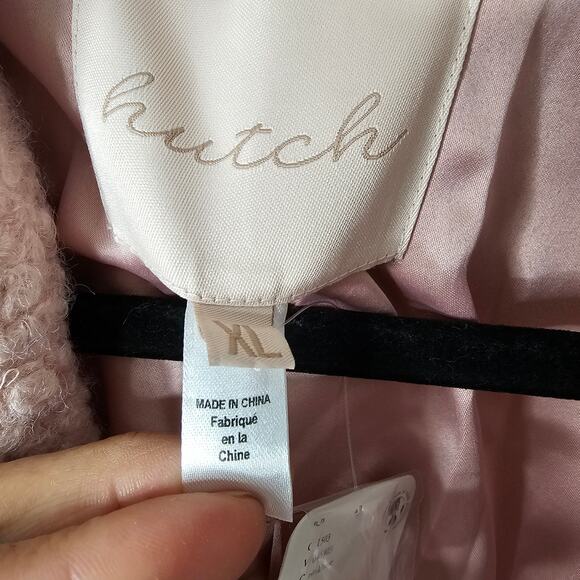 hutch
XL
MADE IN CHINA
Fabriqué
en la
Chine